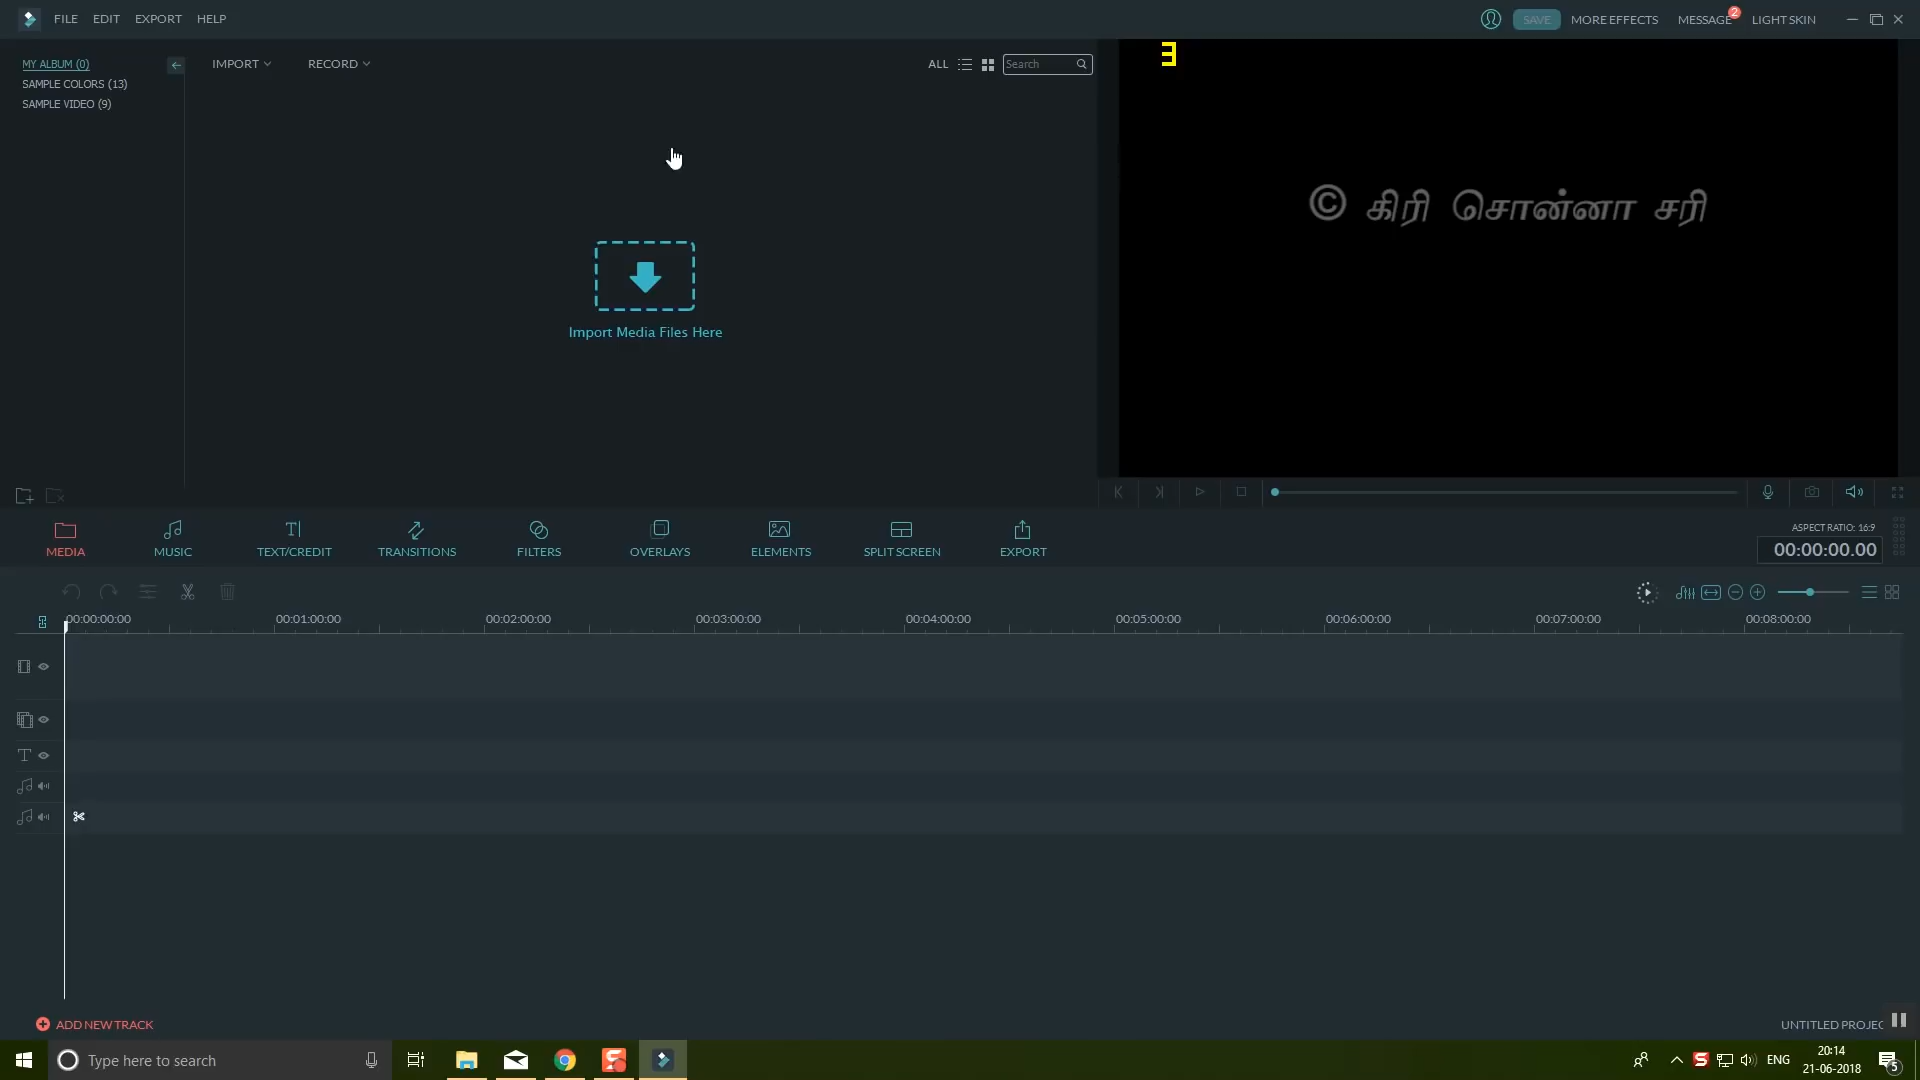 FILE EDIT EXPORT HELP
SAVE MORE EFFECTS MESSAGE 2 LIGHT SKIN
MY ALBUM (0)
SAMPLE COLORS (13)
SAMPLE VIDEO (9)
IMPORT RECORD ALL Search
3
© கிரி சொன்னா சரி
Import Media Files Here
MEDIA MUSIC TEXT/CREDIT TRANSITIONS FILTERS OVERLAYS ELEMENTS SPLIT SCREEN EXPORT
ASPECT RATIO: 16:9
00:00:00.00
00:00:00:00 00:01:00:00 00:02:00:00 00:03:00:00 00:04:00:00 00:05:00:00 00:06:00:00 00:07:00:00 00:08:00:00
ADD NEW TRACK
UNTITLED PROJEC
Type here to search
ENG
20:14
21-06-2018
5